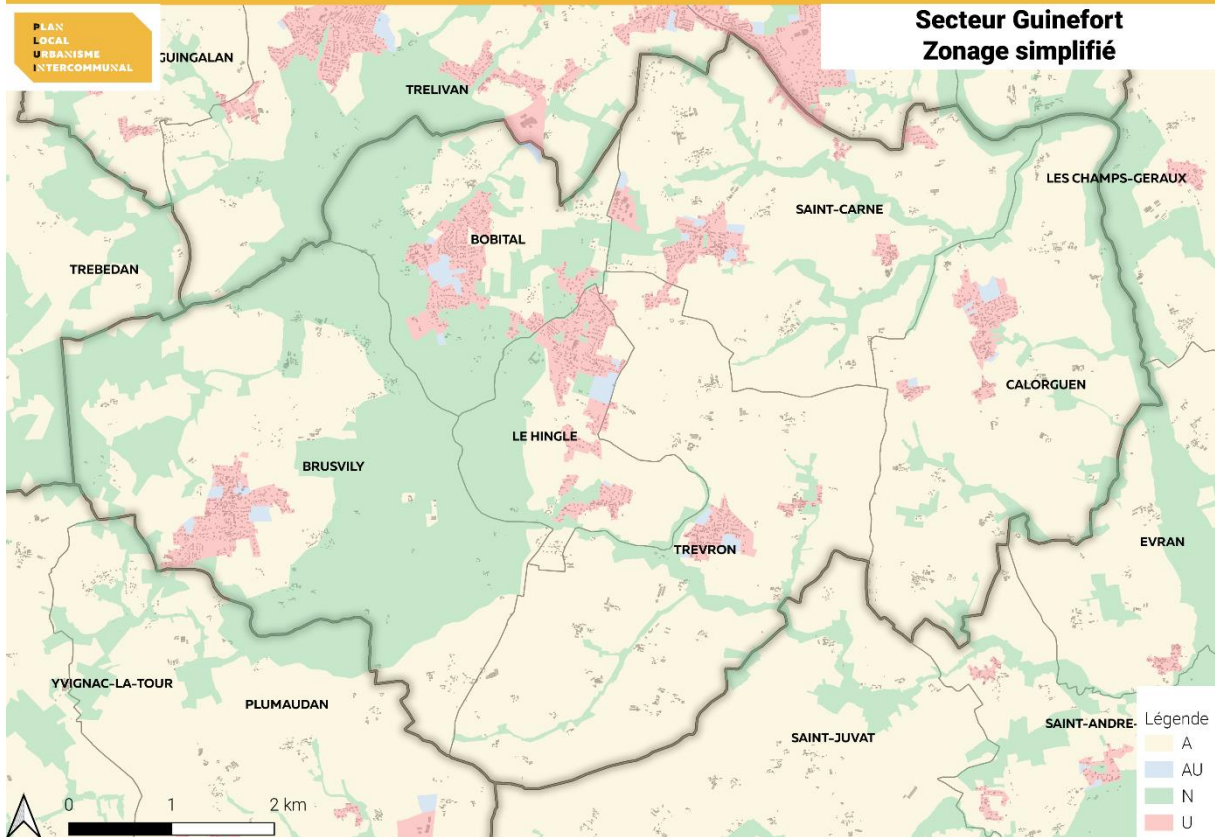 PLAN
LOCAL
URBANISME
INTERCOMMUNAL
Secteur Guinefort
Zonage simplifié
GUINGALAN
TRELIVAN
LES CHAMPS-GERAUX
SAINT-CARNE
BOBITAL
TREBEDAN
CALORGUEN
LE HINGLE
BRUSVILY
TREVRON
EVRAN
YVIGNAC-LA-TOUR
PLUMAUDAN
SAINT-JUVAT
SAINT-ANDRE-
Légende
A
AU
N
U
0 1 2 km